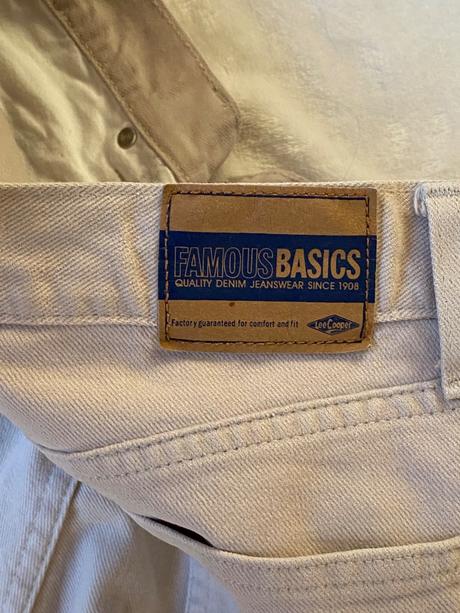 FAMOUS BASICS
QUALITY DENIM JEANSWEAR SINCE 1908
Factory guaranteed for comfort and fit Lee Cooper